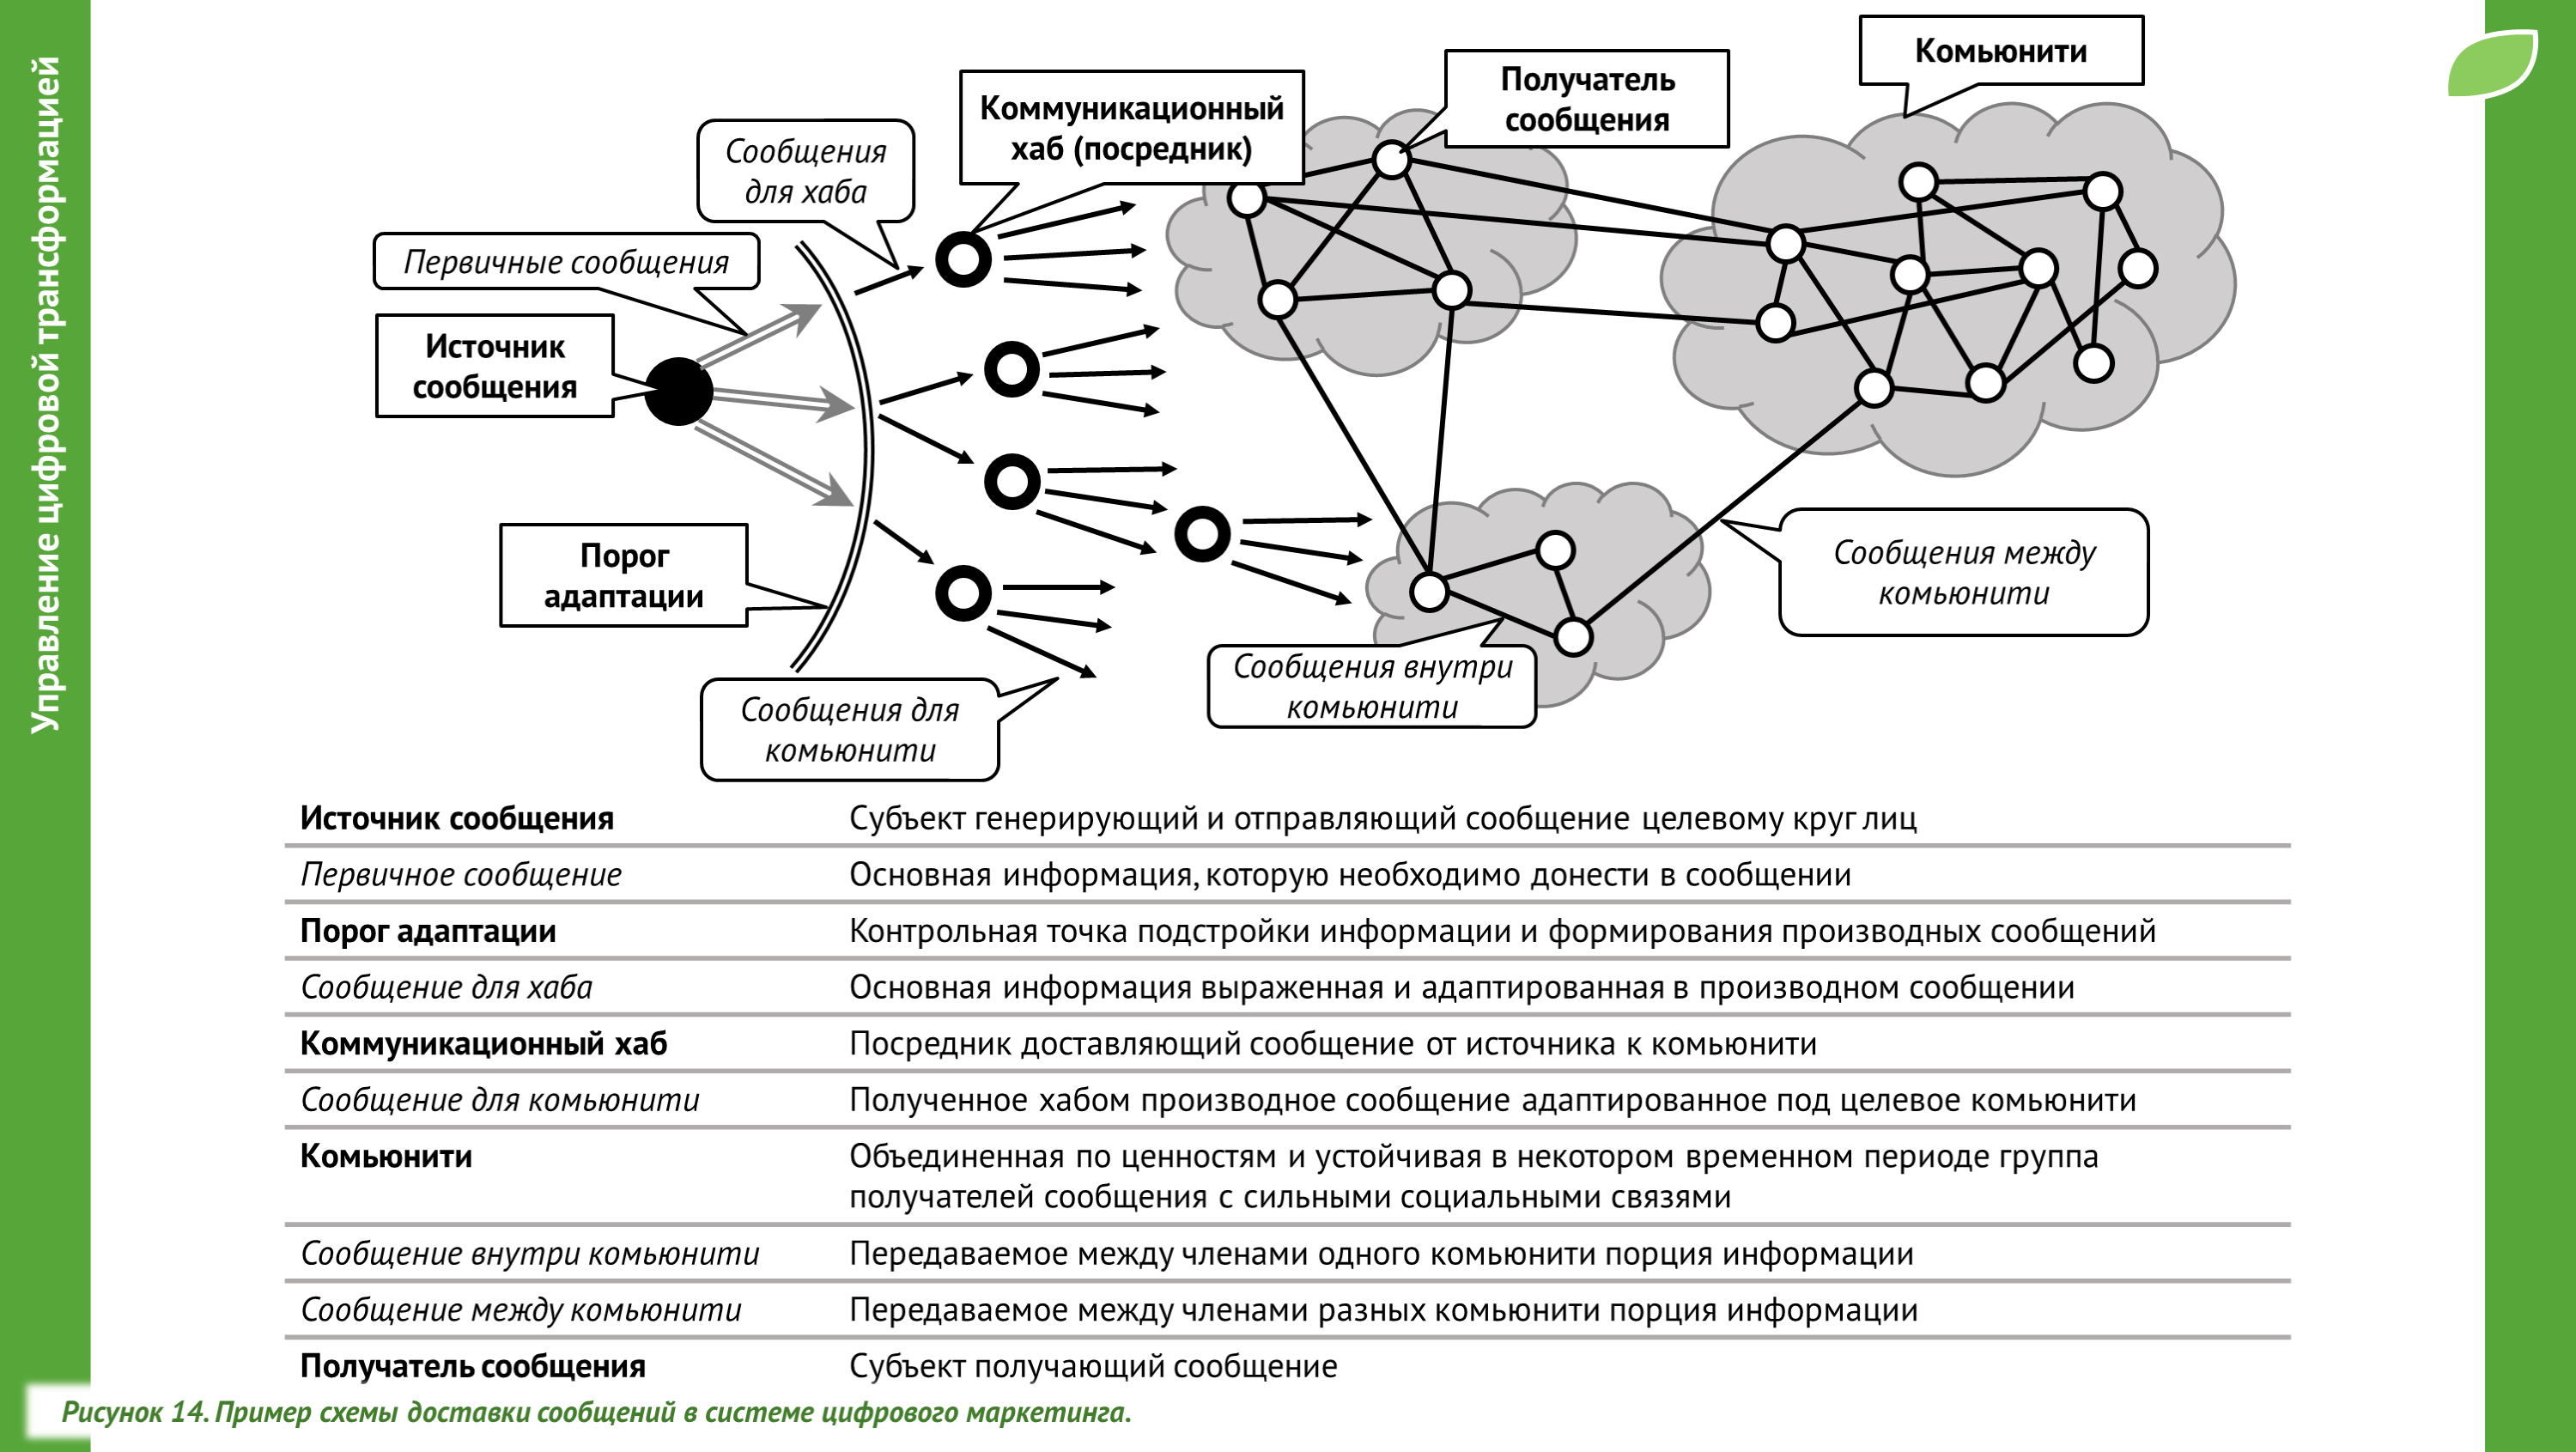 Управление цифровой трансформацией
Комьюнити
Получатель
сообщения
Коммуникационный
хаб (посредник)
Сообщения
для хаба
Первичные сообщения
Источник
сообщения
Порог
адаптации
Сообщения между
комьюнити
Сообщения внутри
комьюнити
Сообщения для
комьюнити
Источник сообщения Субъект генерирующий и отправляющий сообщение целевому круг лиц
Первичное сообщение Основная информация, которую необходимо донести в сообщении
Порог адаптации Контрольная точка подстройки информации и формирования производных сообщений
Сообщение для хаба Основная информация выраженная и адаптированная в производном сообщении
Коммуникационный хаб Посредник доставляющий сообщение от источника к комьюнити
Сообщение для комьюнити Полученное хабом производное сообщение адаптированное под целевое комьюнити
Комьюнити Объединенная по ценностям и устойчивая в некотором временном периоде группа
получателей сообщения с сильными социальными связями
Сообщение внутри комьюнити Передаваемое между членами одного комьюнити порция информации
Сообщение между комьюнити Передаваемое между членами разных комьюнити порция информации
Получатель сообщения Субъект получающий сообщение
Рисунок 14. Пример схемы доставки сообщений в системе цифрового маркетинга.